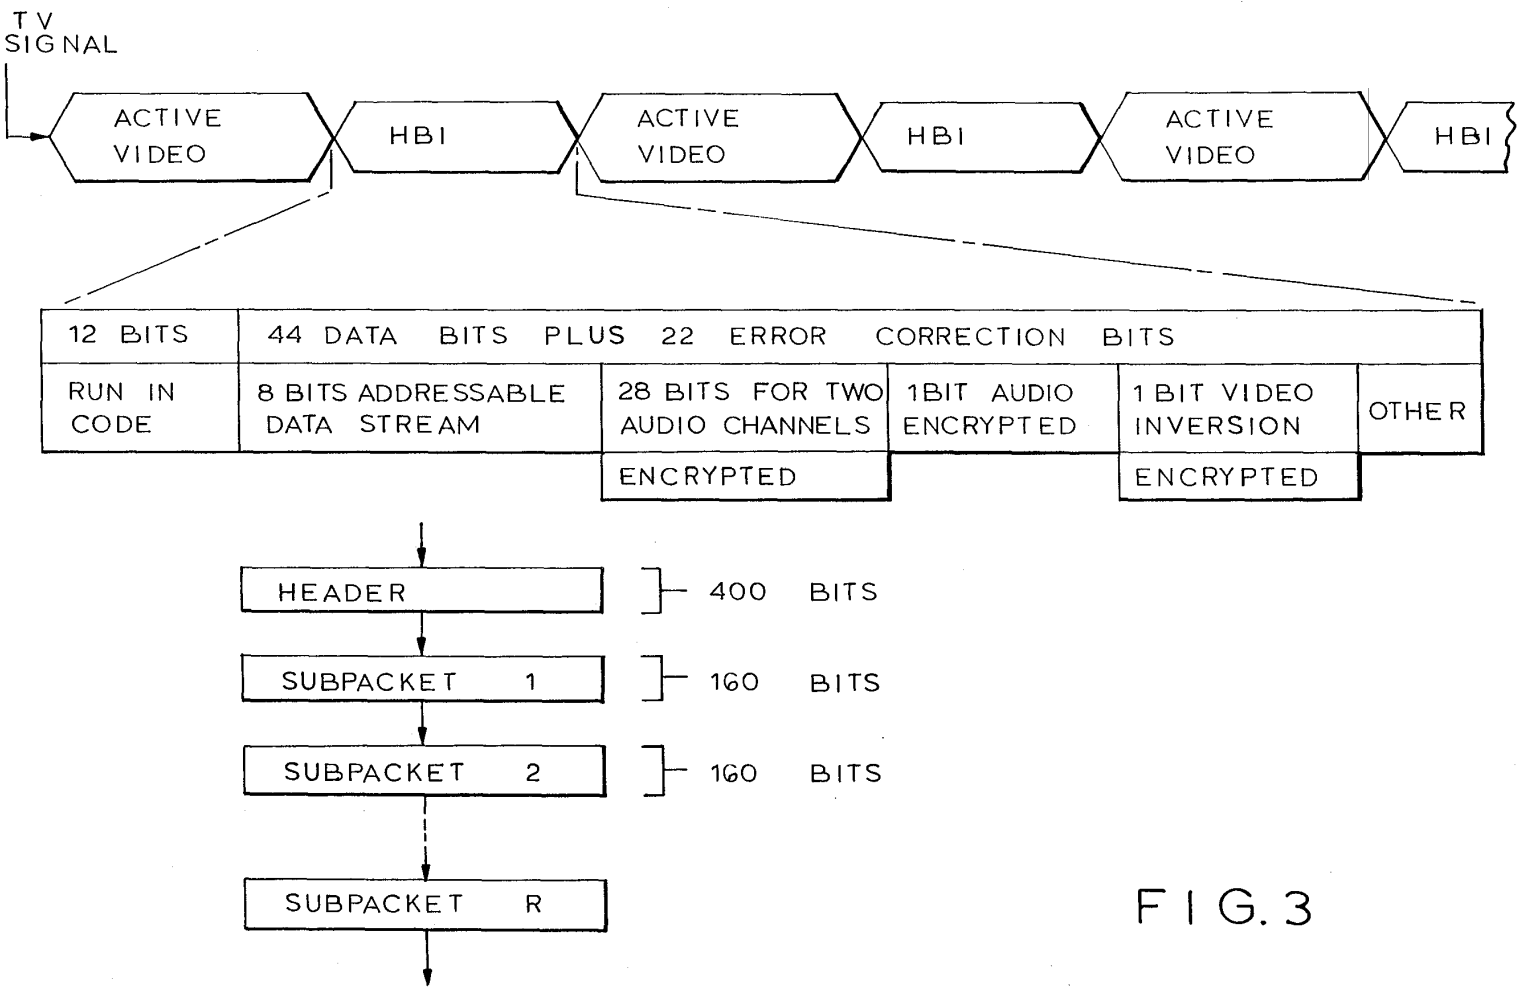 TV
SIGNAL
ACTIVE
VIDEO
HBI
ACTIVE
VIDEO
HBI
ACTIVE
VIDEO
HBI
12 BITS
44 DATA BITS PLUS 22 ERROR CORRECTION BITS
RUN IN
CODE
8 BITS ADDRESSABLE
DATA STREAM
28 BITS FOR TWO
AUDIO CHANNELS
1 BIT AUDIO
ENCRYPTED
1 BIT VIDEO
INVERSION
OTHER
ENCRYPTED
ENCRYPTED
HEADER
400 BITS
SUBPACKET 1
160 BITS
SUBPACKET 2
160 BITS
SUBPACKET R
FIG. 3